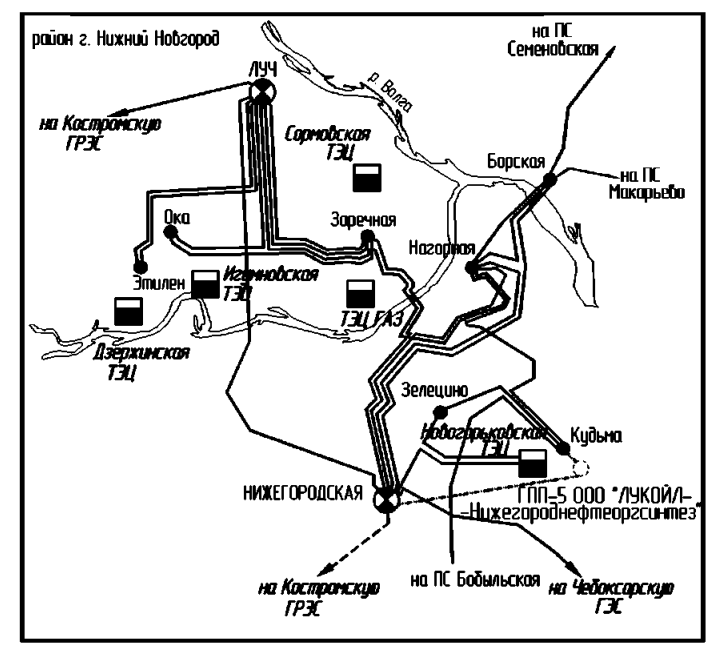 район г. Нижний Новгород
на ПС
Семеновская
ЛУЧ
р. Волга
на Костромскую
ГРЭС
Сормовская
ТЭЦ
Борская
на ПС
Макарьево
Ока
Заречная
Нагорная
Этилен
Игумновская
ТЭЦ
ТЭЦ ГАЗ
Дзержинская
ТЭЦ
Зелецино
Новогорьковская
ТЭЦ
Кудьма
НИЖЕГОРОДСКАЯ
ГПП-5 ООО "ЛУКОЙЛ-
-Нижегороднефтеоргсинтез"
на Костромскую
ГРЭС
на ПС Бобыльская
на Чебоксарскую
ГЭС